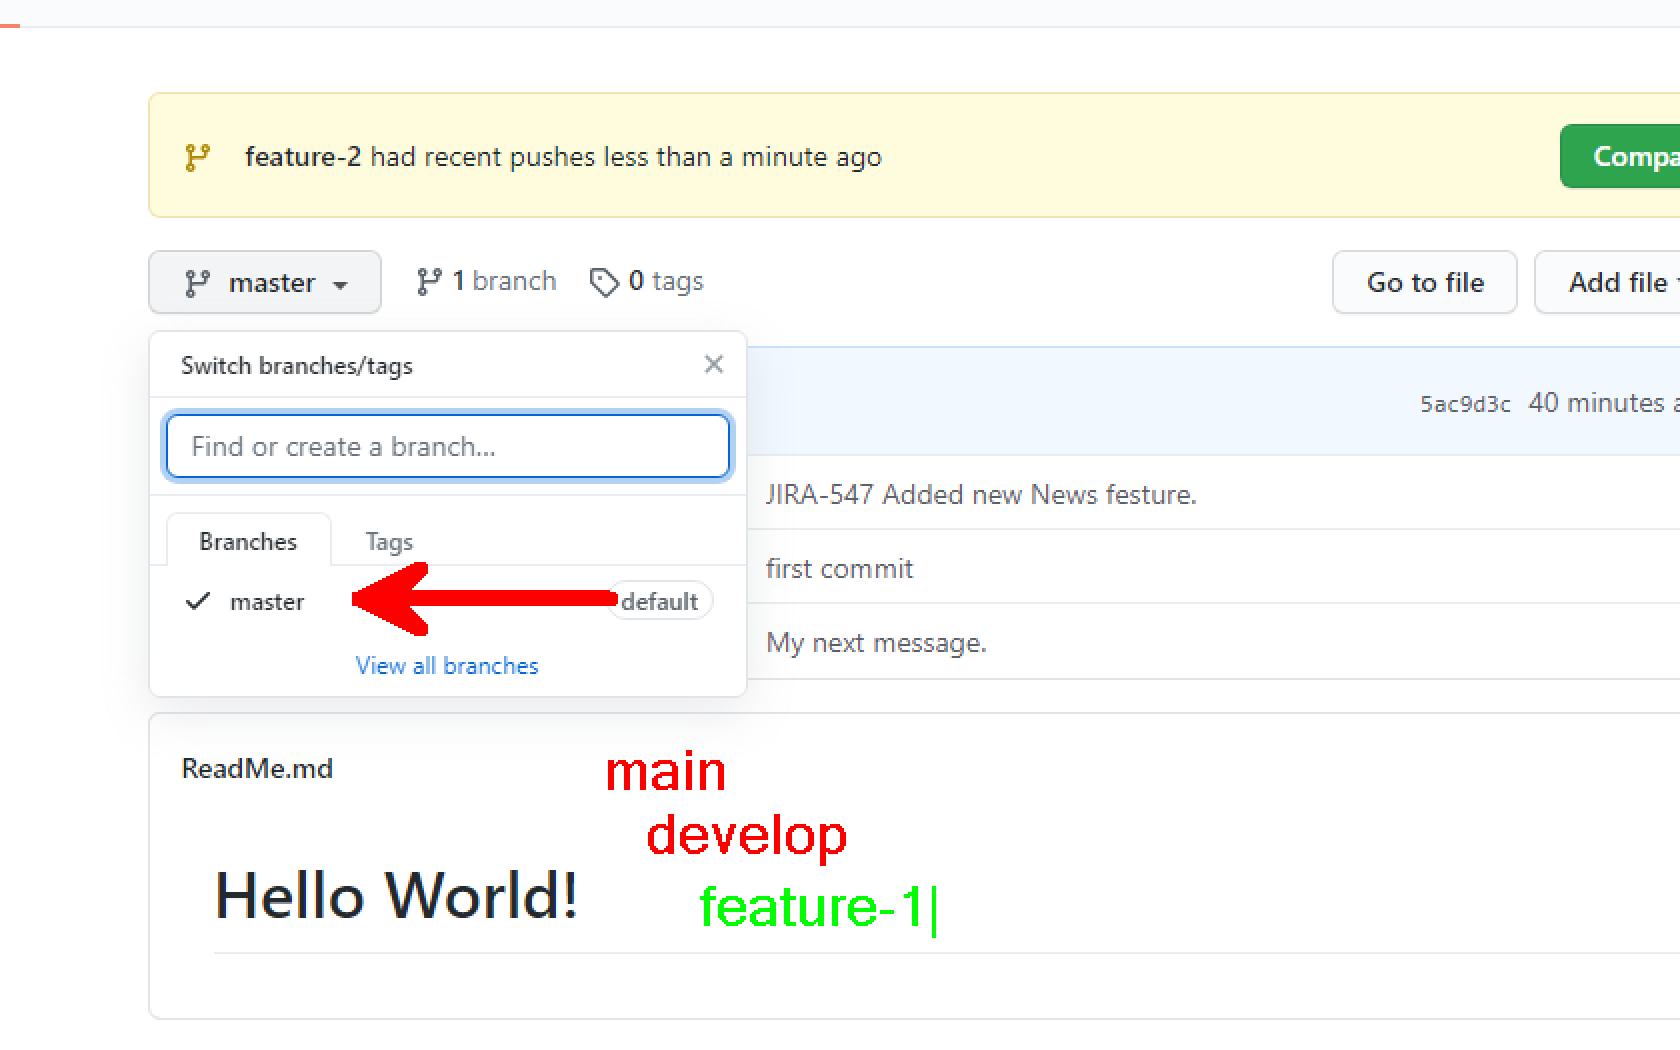 feature-2 had recent pushes less than a minute ago
Compa
master
1 branch
0 tags
Go to file
Add file
Switch branches/tags
Find or create a branch...
5ac9d3c 40 minutes a
JIRA-547 Added new News festure.
Branches
Tags
first commit
master
default
My next message.
View all branches
ReadMe.md
main
develop
Hello World!
feature-1|